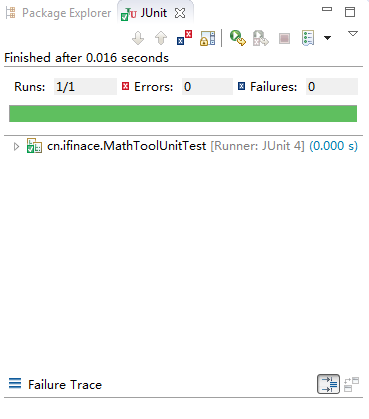 Package Explorer JUnit
Finished after 0.016 seconds
Runs: 1/1 Errors: 0 Failures: 0
cn.ifinace.MathToolUnitTest [Runner: JUnit 4] (0.000 s)
Failure Trace